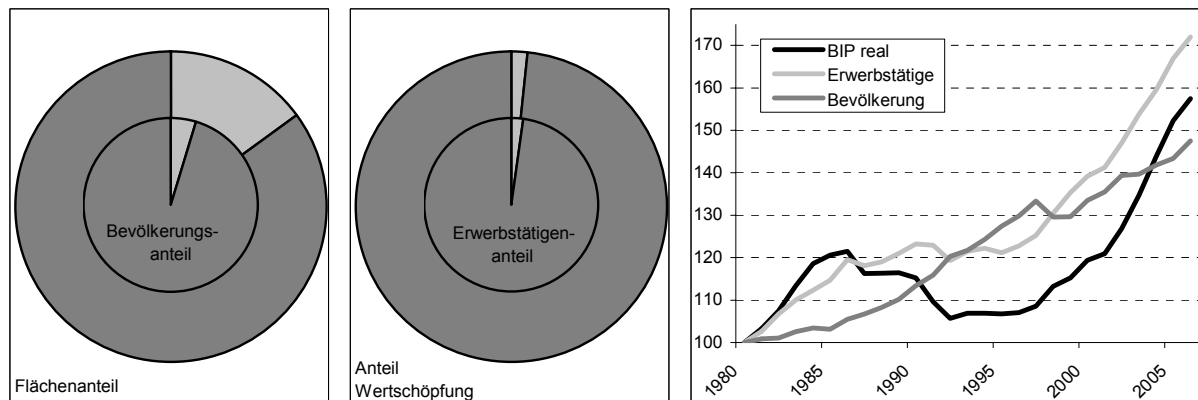 Bevölkerungs-
anteil
Flächenanteil
Erwerbstätigen-
anteil
Anteil
Wertschöpfung
BIP real
Erwerbstätige
Bevölkerung
170
160
150
140
130
120
110
100
1980
1985
1990
1995
2000
2005